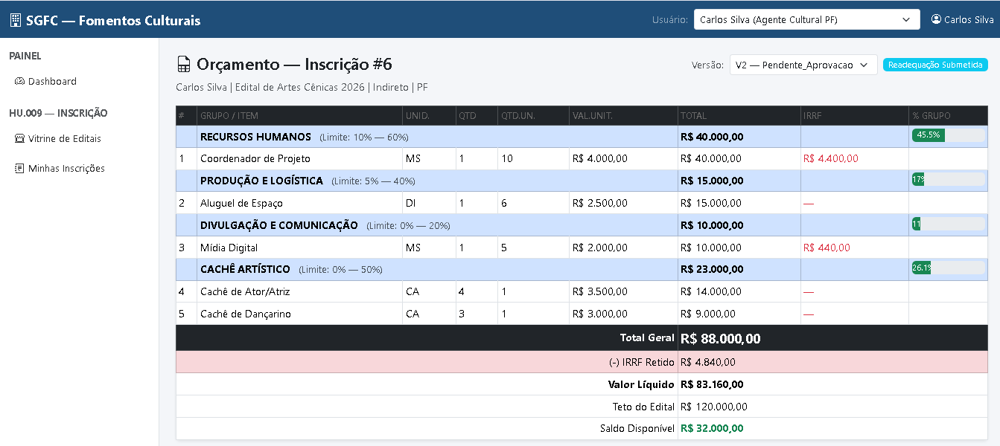 SGFC — Fomentos Culturais
Usuário: Carlos Silva (Agente Cultural PF) Carlos Silva
PAINEL
Dashboard
HU.009 — INSCRIÇÃO
Vitrine de Editais
Minhas Inscrições
Orçamento — Inscrição #6
Versão: V2 — Pendente_Aprovacao Readequação Submetida
Carlos Silva | Edital de Artes Cênicas 2026 | Indireto | PF
# GRUPO / ITEM UNID. QTD QTD.UN. VAL.UNIT. TOTAL IRRF % GRUPO
RECURSOS HUMANOS (Limite: 10% — 60%) R$ 40.000,00 45.5%
1 Coordenador de Projeto MS 1 10 R$ 4.000,00 R$ 40.000,00 R$ 4.400,00
PRODUÇÃO E LOGÍSTICA (Limite: 5% — 40%) R$ 15.000,00 17%
2 Aluguel de Espaço DI 1 6 R$ 2.500,00 R$ 15.000,00 —
DIVULGAÇÃO E COMUNICAÇÃO (Limite: 0% — 20%) R$ 10.000,00 11
3 Mídia Digital MS 1 5 R$ 2.000,00 R$ 10.000,00 R$ 440,00
CACHÊ ARTÍSTICO (Limite: 0% — 50%) R$ 23.000,00 26.1%
4 Cachê de Ator/Atriz CA 4 1 R$ 3.500,00 R$ 14.000,00 —
5 Cachê de Dançarino CA 3 1 R$ 3.000,00 R$ 9.000,00 —
Total Geral R$ 88.000,00
(-) IRRF Retido R$ 4.840,00
Valor Líquido R$ 83.160,00
Teto do Edital R$ 120.000,00
Saldo Disponível R$ 32.000,00